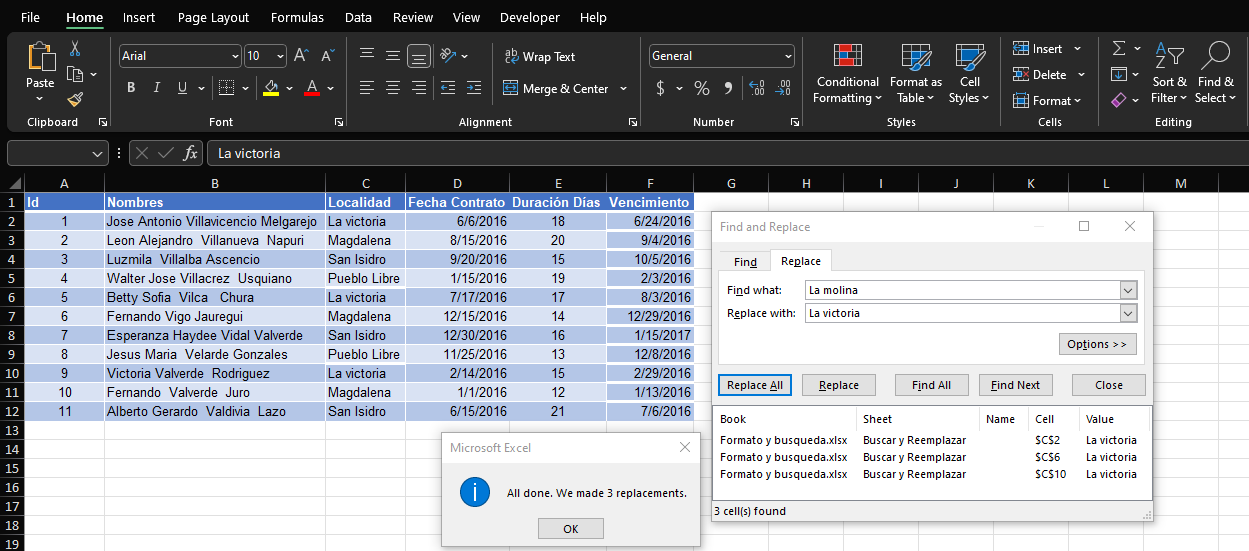 File Home Insert Page Layout Formulas Data Review View Developer Help
Paste
Clipboard
Arial 10 A A
B I U A
Font
ab Wrap Text
Merge & Center
Alignment
General
$ % 9
Number
Conditional Formatting
Format as Table
Cell Styles
Styles
Insert
Delete
Format
Cells
Sort & Filter
Find & Select
Editing
fx La victoria
A B C D E F G H I J K L M
1 Id Nombres Localidad Fecha Contrato Duración Días Vencimiento
2 1 Jose Antonio Villavicencio Melgarejo La victoria 6/6/2016 18 6/24/2016
3 2 Leon Alejandro Villanueva Napuri Magdalena 8/15/2016 20 9/4/2016
4 3 Luzmila Villalba Ascencio San Isidro 9/20/2016 15 10/5/2016
5 4 Walter Jose Villacrez Usquiano Pueblo Libre 1/15/2016 19 2/3/2016
6 5 Betty Sofia Vilca Chura La victoria 7/17/2016 17 8/3/2016
7 6 Fernando Vigo Jauregui Magdalena 12/15/2016 14 12/29/2016
8 7 Esperanza Haydee Vidal Valverde San Isidro 12/30/2016 16 1/15/2017
9 8 Jesus Maria Velarde Gonzales Pueblo Libre 11/25/2016 13 12/8/2016
10 9 Victoria Valverde Rodriguez La victoria 2/14/2016 15 2/29/2016
11 10 Fernando Valverde Juro Magdalena 1/1/2016 12 1/13/2016
12 11 Alberto Gerardo Valdivia Lazo San Isidro 6/15/2016 21 7/6/2016
13
14
15
16
17
18
19
Find and Replace
Find Replace
Find what: La molina
Replace with: La victoria
Options >>
Replace All Replace Find All Find Next Close
Book Sheet Name Cell Value
Formato y busqueda.xlsx Buscar y Reemplazar $C$2 La victoria
Formato y busqueda.xlsx Buscar y Reemplazar $C$6 La victoria
Formato y busqueda.xlsx Buscar y Reemplazar $C$10 La victoria
3 cell(s) found
Microsoft Excel
All done. We made 3 replacements.
OK